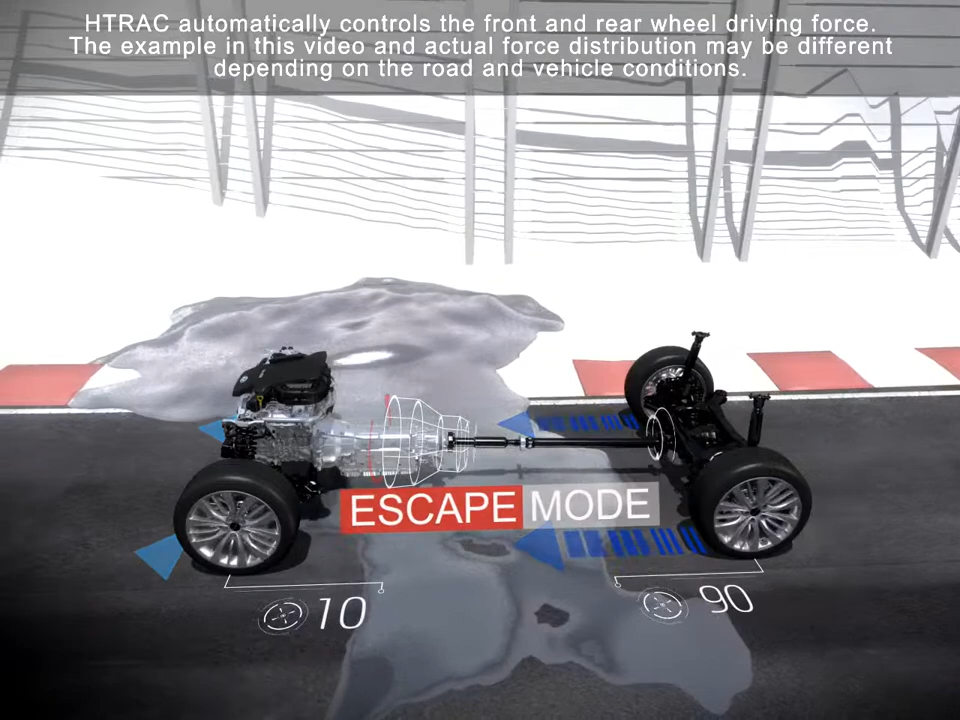 HTRAC automatically controls the front and rear wheel driving force.
The example in this video and actual force distribution may be different
depending on the road and vehicle conditions.
ESCAPE MODE
10
90